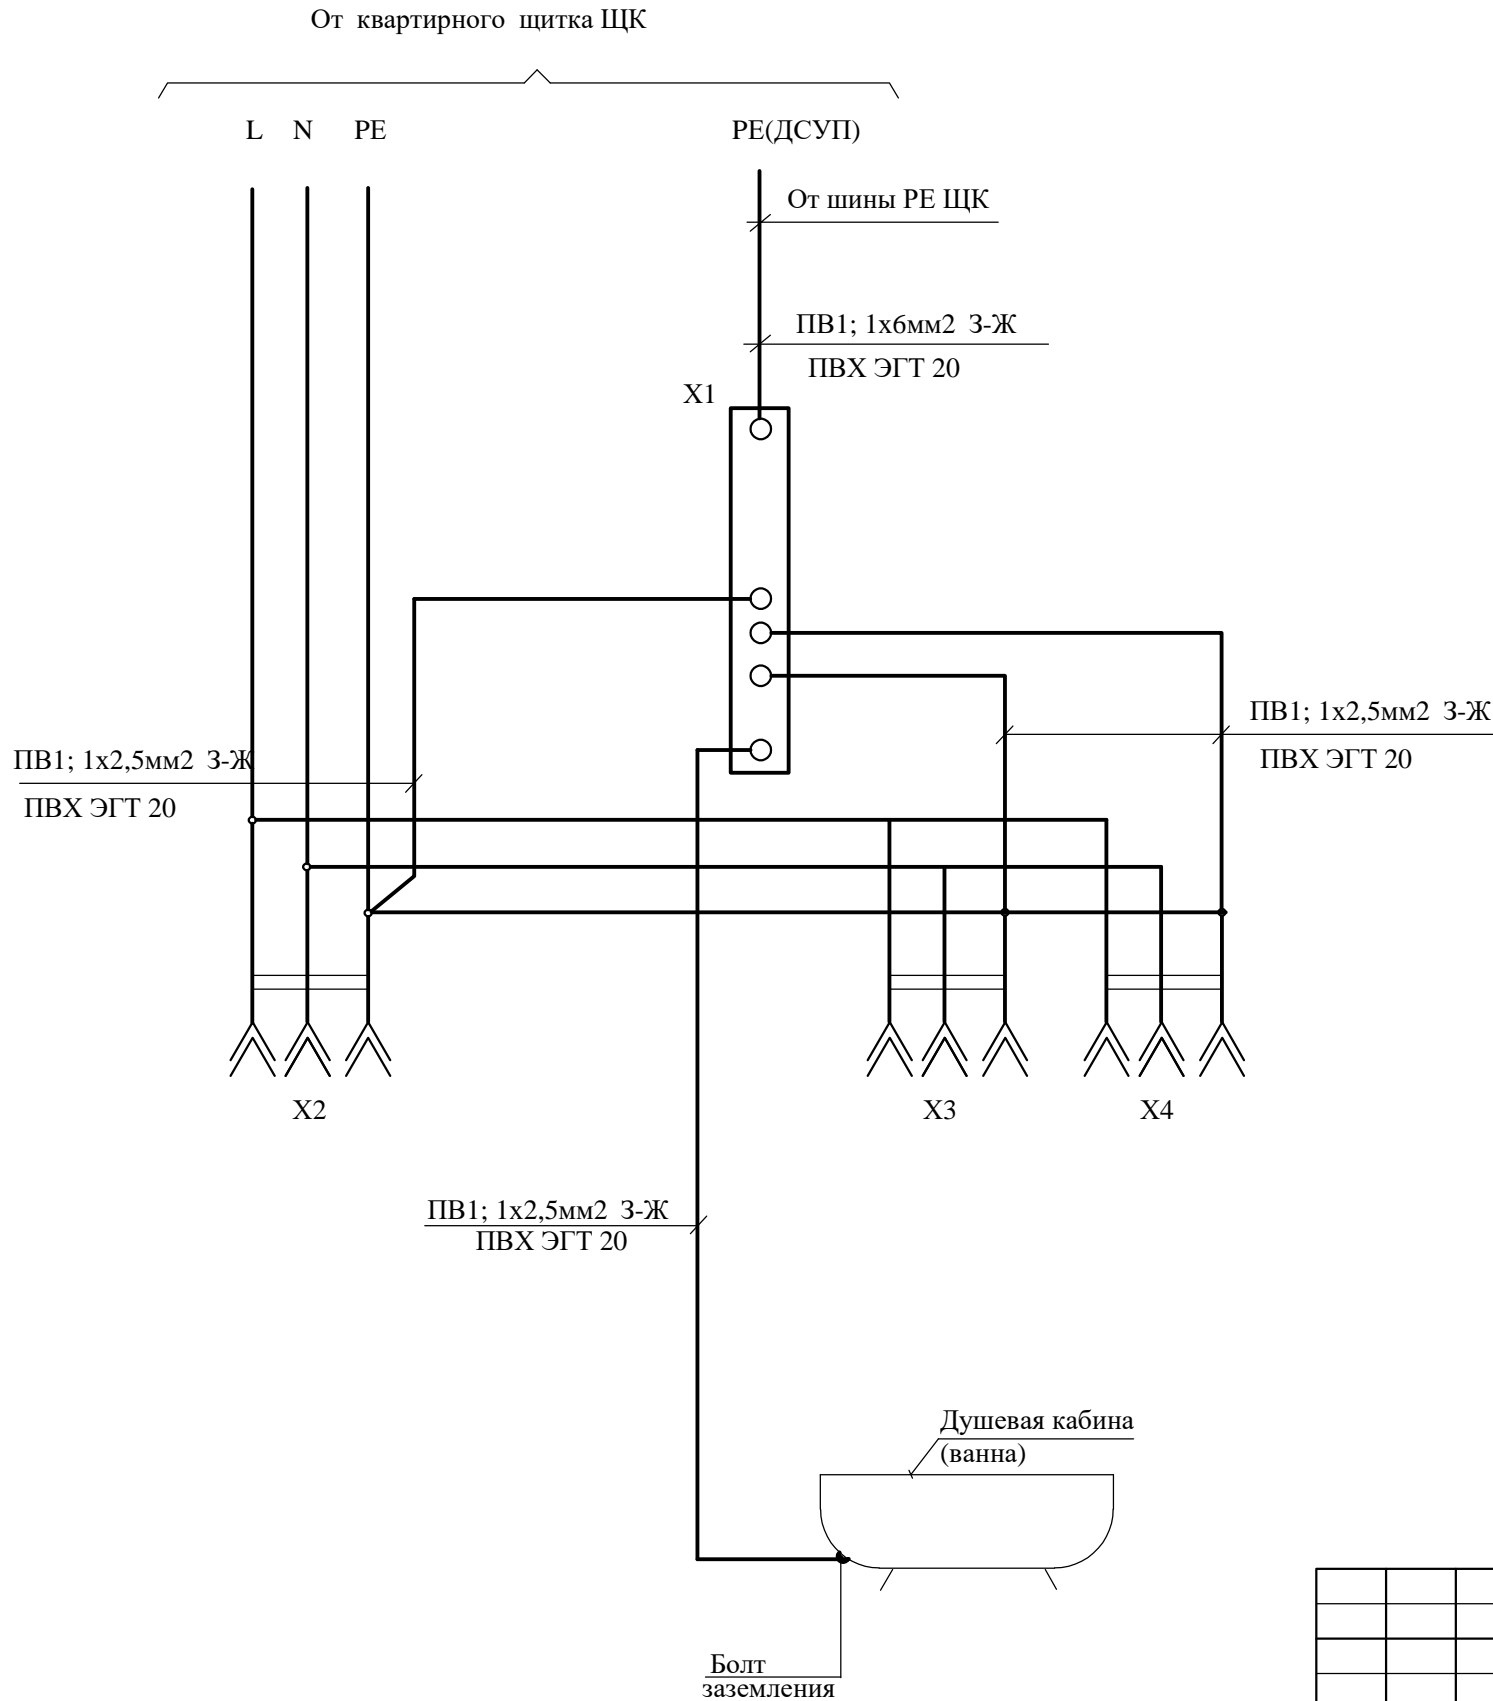 От квартирного щитка ЩК
L N PE PE(ДСУП)
От шины PE ЩК
ПВ1; 1х6мм2 З-Ж
ПВХ ЭГТ 20
X1
ПВ1; 1х2,5мм2 З-Ж
ПВХ ЭГТ 20
ПВ1; 1х2,5мм2 З-Ж
ПВХ ЭГТ 20
X2 X3 X4
ПВ1; 1х2,5мм2 З-Ж
ПВХ ЭГТ 20
Душевая кабина
(ванна)
Болт
заземления